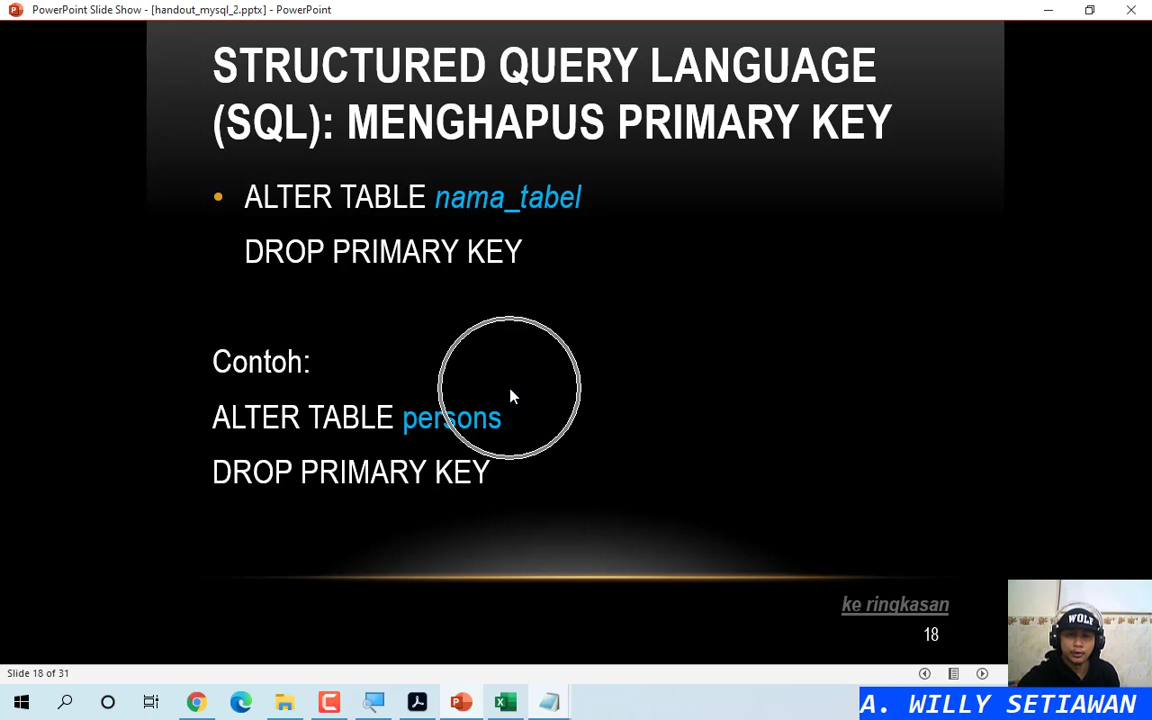 PowerPoint Slide Show - [handout_mysql_2.pptx] - PowerPoint
STRUCTURED QUERY LANGUAGE
(SQL): MENGHAPUS PRIMARY KEY
• ALTER TABLE nama_tabel
DROP PRIMARY KEY
Contoh:
ALTER TABLE persons
DROP PRIMARY KEY
ke ringkasan
18
WOLY
Slide 18 of 31
A. WILLY SETIAWAN